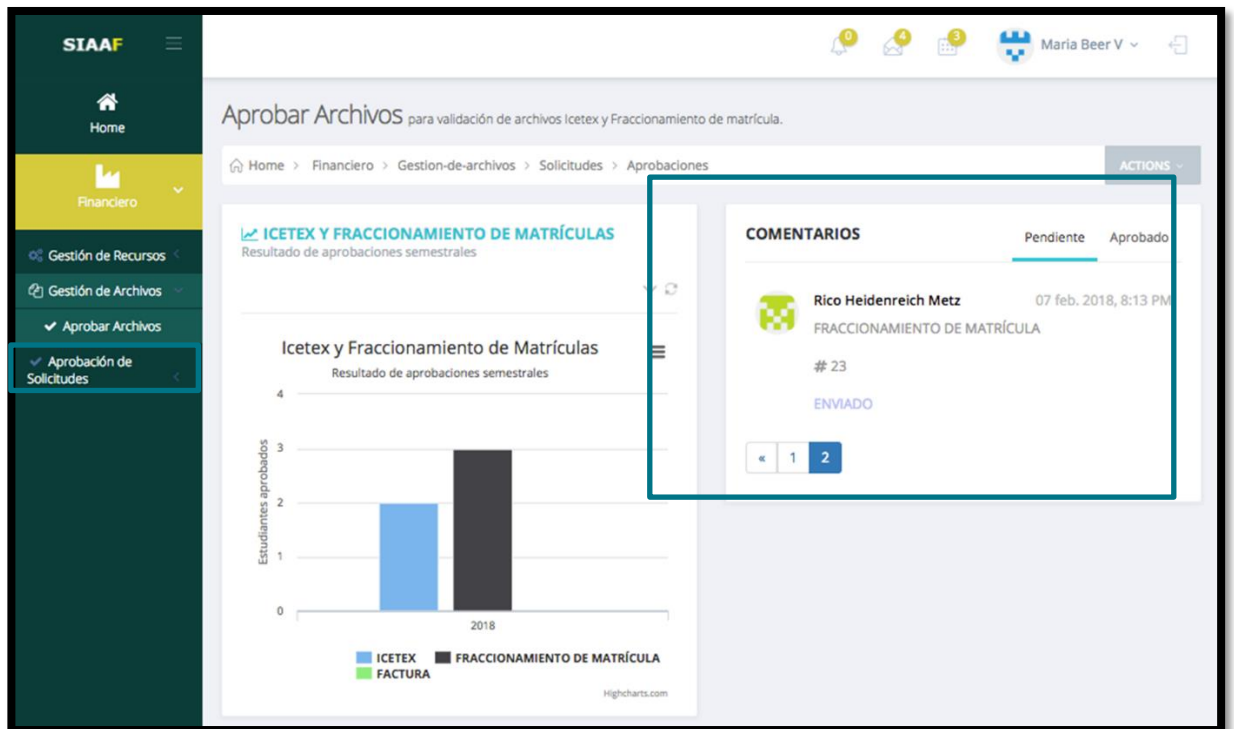 SIAAF
0
4
3
Maria Beer V
Home
Aprobar Archivos para validación de archivos Icetex y Fraccionamiento de matrícula.
Home > Financiero > Gestion-de-archivos > Solicitudes > Aprobaciones
ACTIONS
Financiero
Gestión de Recursos
Gestión de Archivos
Aprobar Archivos
Aprobación de
Solicitudes
ICETEX Y FRACCIONAMIENTO DE MATRÍCULAS
Resultado de aprobaciones semestrales
Icetex y Fraccionamiento de Matrículas
Resultado de aprobaciones semestrales
Estudiantes aprobados
4
3
2
1
0
2018
ICETEX FRACCIONAMIENTO DE MATRÍCULA
FACTURA
Highcharts.com
COMENTARIOS
Pendiente Aprobado
Rico Heidenreich Metz 07 feb. 2018, 8:13 PM
FRACCIONAMIENTO DE MATRÍCULA
# 23
ENVIADO
« 1 2